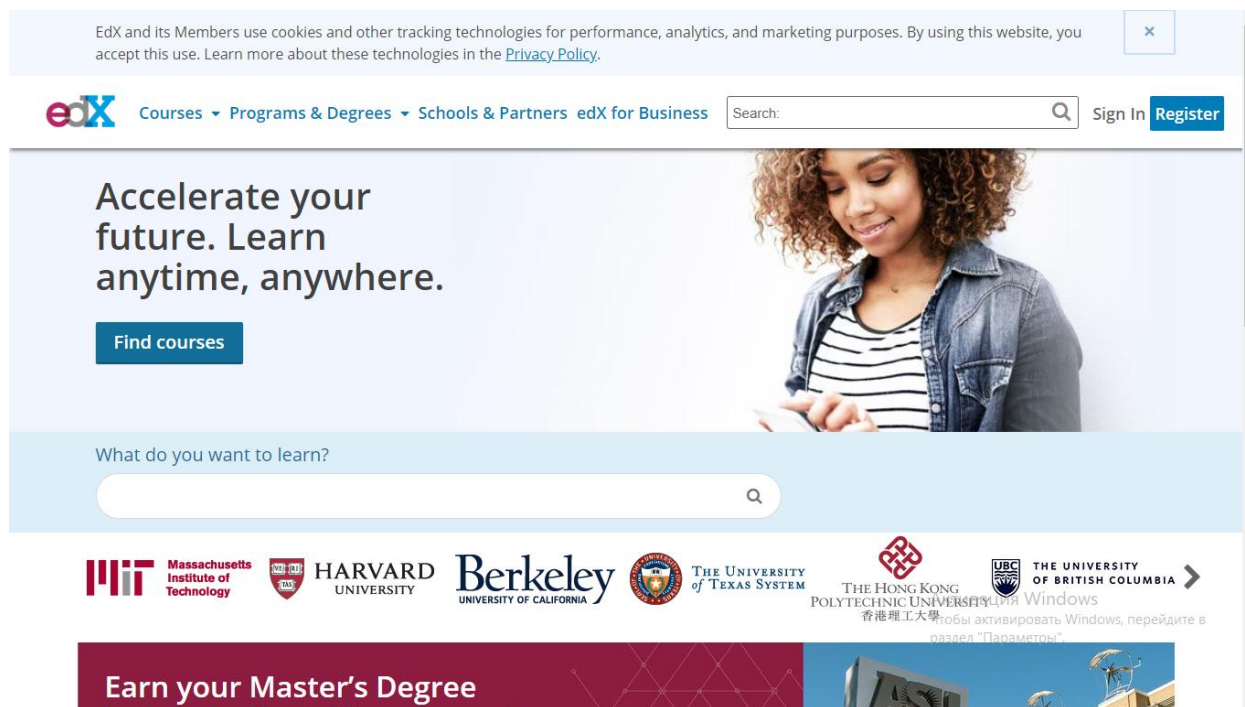 EdX and its Members use cookies and other tracking technologies for performance, analytics, and marketing purposes. By using this website, you
accept this use. Learn more about these technologies in the Privacy Policy.
×
edX Courses Programs & Degrees Schools & Partners edX for Business Search: Sign In Register
Accelerate your
future. Learn
anytime, anywhere.
Find courses
What do you want to learn?
Massachusetts
Institute of
Technology
VE RI
TAS
HARVARD
UNIVERSITY
Berkeley
UNIVERSITY OF CALIFORNIA
THE UNIVERSITY
of TEXAS SYSTEM
THE HONG KONG
POLYTECHNIC UNIVERSITY
香港理工大學
UBC
THE UNIVERSITY
OF BRITISH COLUMBIA
Активация Windows
Чтобы активировать Windows, перейдите в
раздел "Параметры".
Earn your Master's Degree
ASU